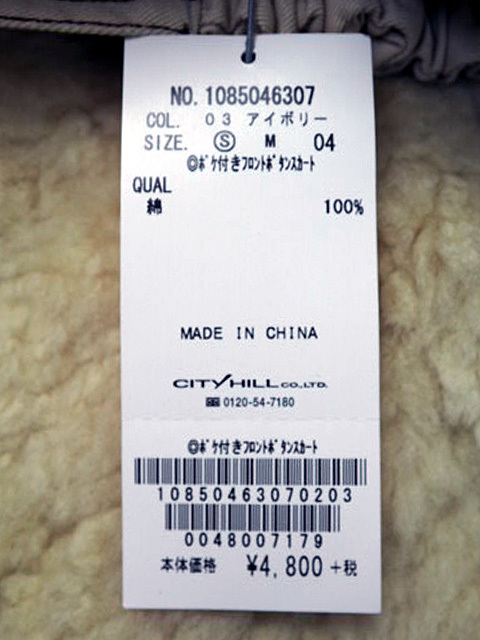 NO. 1085046307
COL. 03 アイボリー
SIZE. Ⓢ M 04
◎ﾎﾟｹ付きﾌﾛﾝﾄﾎﾞﾀﾝｽｶｰﾄ
QUAL
綿 100%
MADE IN CHINA
CITY HILL CO.,LTD.
0120-54-7180
◎ﾎﾟｹ付きﾌﾛﾝﾄﾎﾞﾀﾝｽｶｰﾄ
10850463070203
0048007179
本体価格 ¥4,800+税